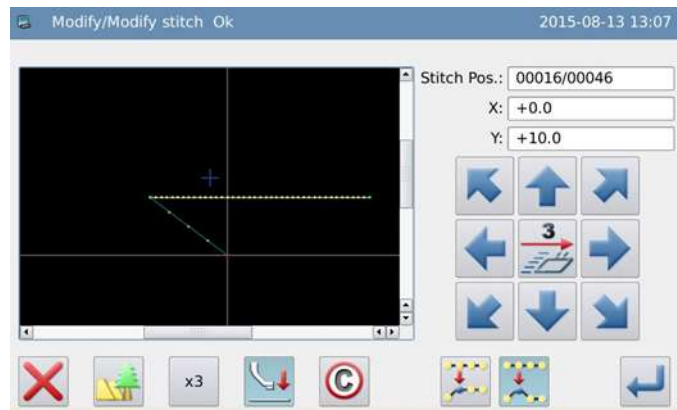 Modify/Modify stitch Ok 2015-08-13 13:07
Stitch Pos.: 00016/00046
X: +0.0
Y: +10.0
3
x3
©